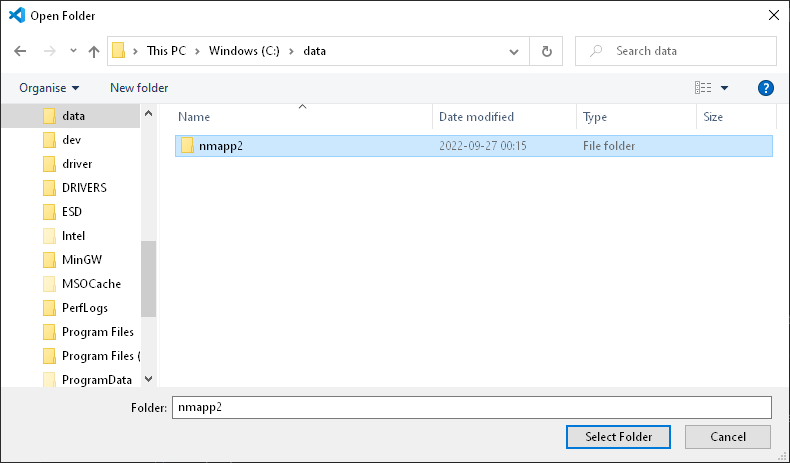 Open Folder
This PC Windows (C:) data
Search data
Organise New folder
?
Name Date modified Type Size
nmapp2 2022-09-27 00:15 File folder
data
dev
driver
DRIVERS
ESD
Intel
MinGW
MSOCache
PerfLogs
Program Files
Program Files (
ProgramData
Folder: nmapp2
Select Folder Cancel